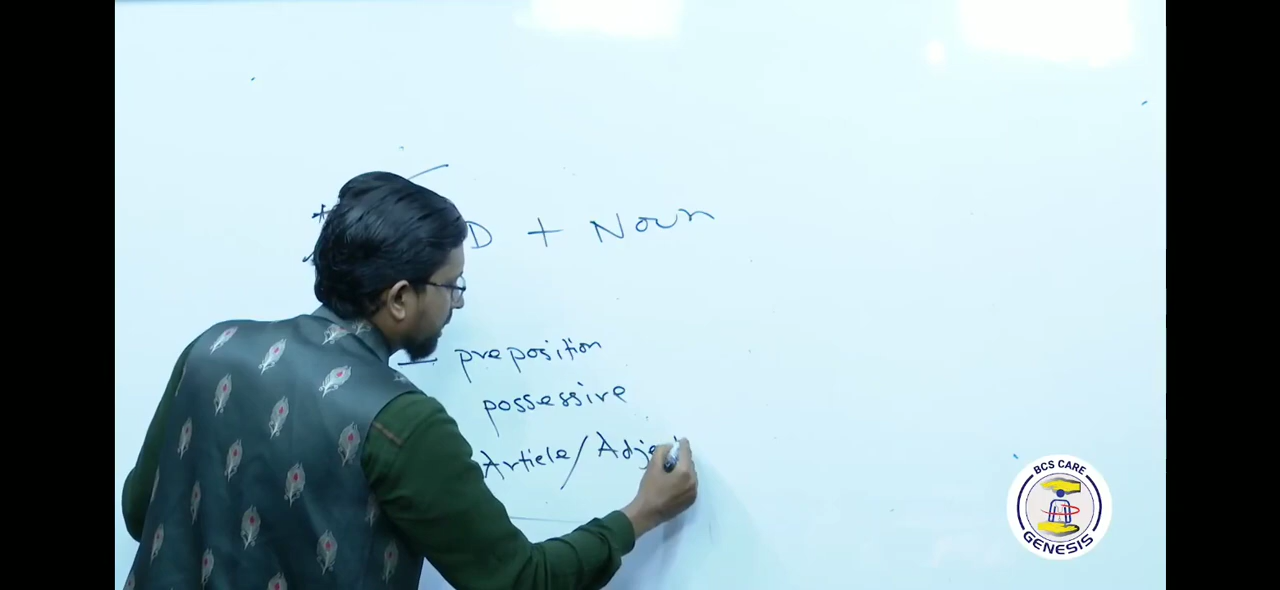 D + Noun
– preposition
possessive
Article/Adje
BCS CARE
GENESIS